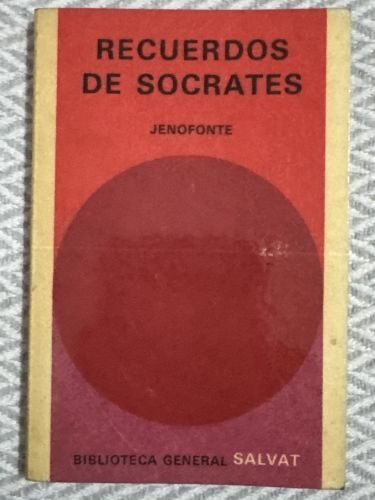 RECUERDOS
DE SOCRATES
JENOFONTE
BIBLIOTECA GENERAL SALVAT